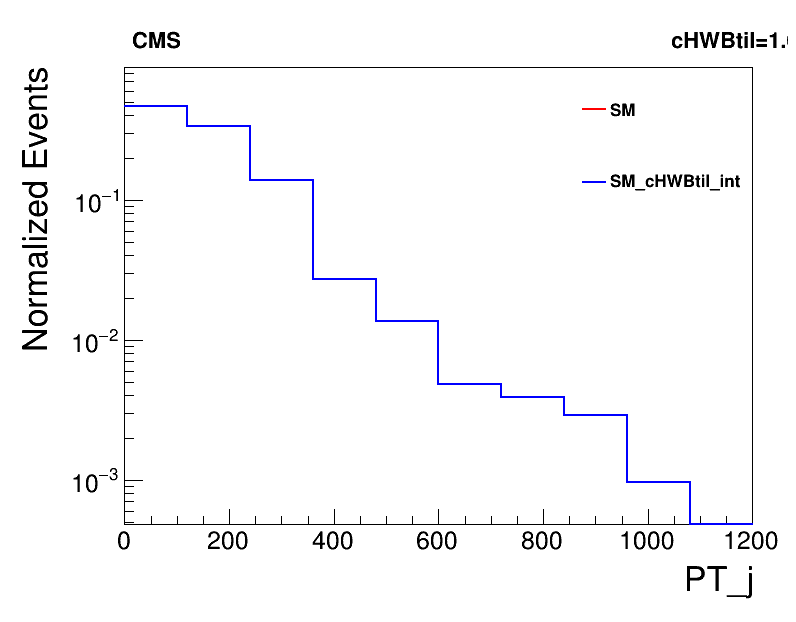 CMS
cHWBtil=1.
Normalized Events
SM
SM_cHWBtil_int
10−1
10−2
10−3
0 200 400 600 800 1000 1200
PT_j